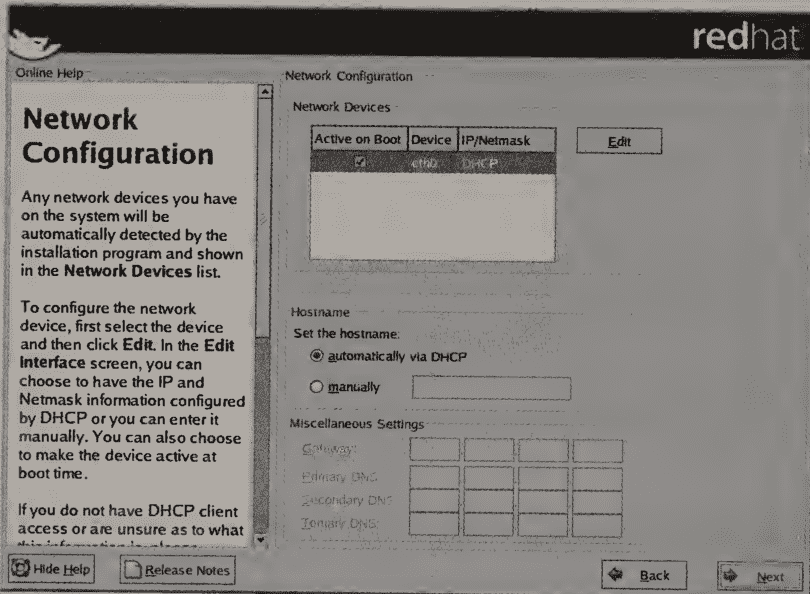 redhat
Online Help
Network
Configuration
Any network devices you have
on the system will be
automatically detected by the
installation program and shown
in the Network Devices list.
To configure the network
device, first select the device
and then click Edit. In the Edit
Interface screen, you can
choose to have the IP and
Netmask information configured
by DHCP or you can enter it
manually. You can also choose
to make the device active at
boot time.
If you do not have DHCP client
access or are unsure as to what
Hide Help
Release Notes
Network Configuration
Network Devices
Active on Boot Device IP/Netmask
eth0 DHCP
Edit
Hostname
Set the hostname:
automatically via DHCP
manually
Miscellaneous Settings
Gateway:
Primary DNS:
Secondary DNS:
Tertiary DNS:
Back
Next